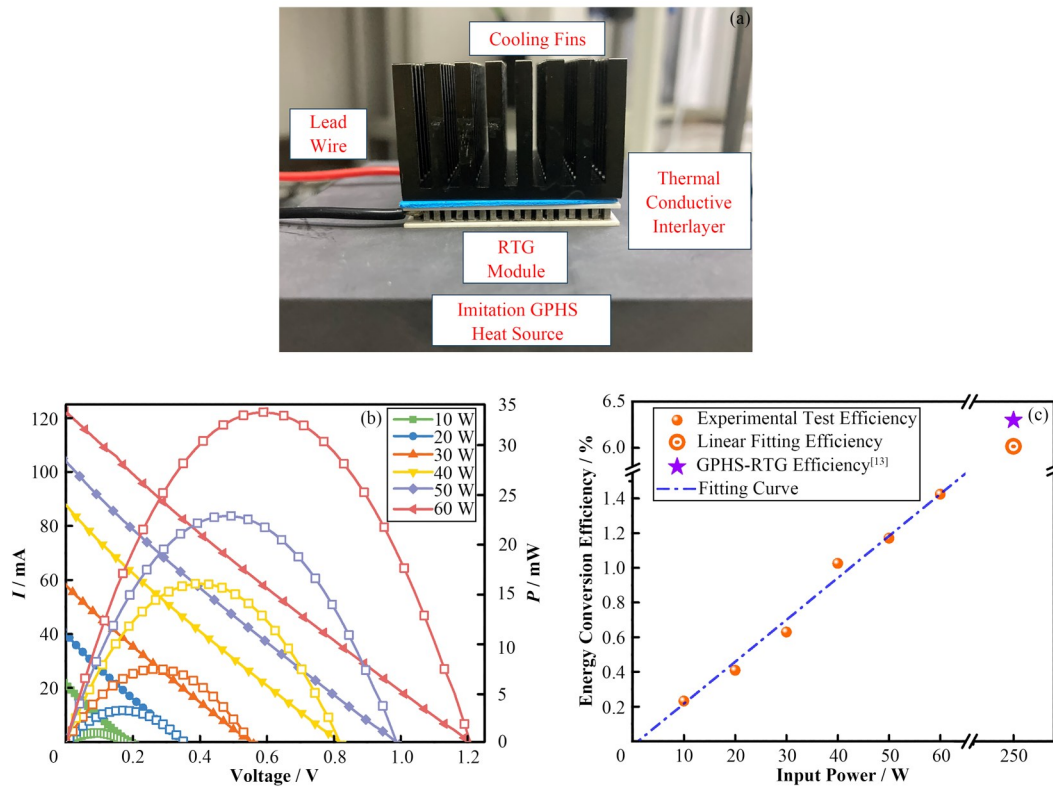 (a)
Cooling Fins
Lead
Wire
Thermal
Conductive
Interlayer
RTG
Module
Imitation GPHS
Heat Source
(b)
I / mA
120
100
80
60
40
20
0
0.2
0.4
0.6
0.8
1.0
1.2
Voltage / V
35
30
25
20
15
10
5
0
P / mW
10 W
20 W
30 W
40 W
50 W
60 W
(c)
Energy Conversion Efficiency / %
6.5
6.0
1.4
1.2
1.0
0.8
0.6
0.4
0.2
0
10
20
30
40
50
60
250
Input Power / W
Experimental Test Efficiency
Linear Fitting Efficiency
GPHS-RTG Efficiency[13]
Fitting Curve